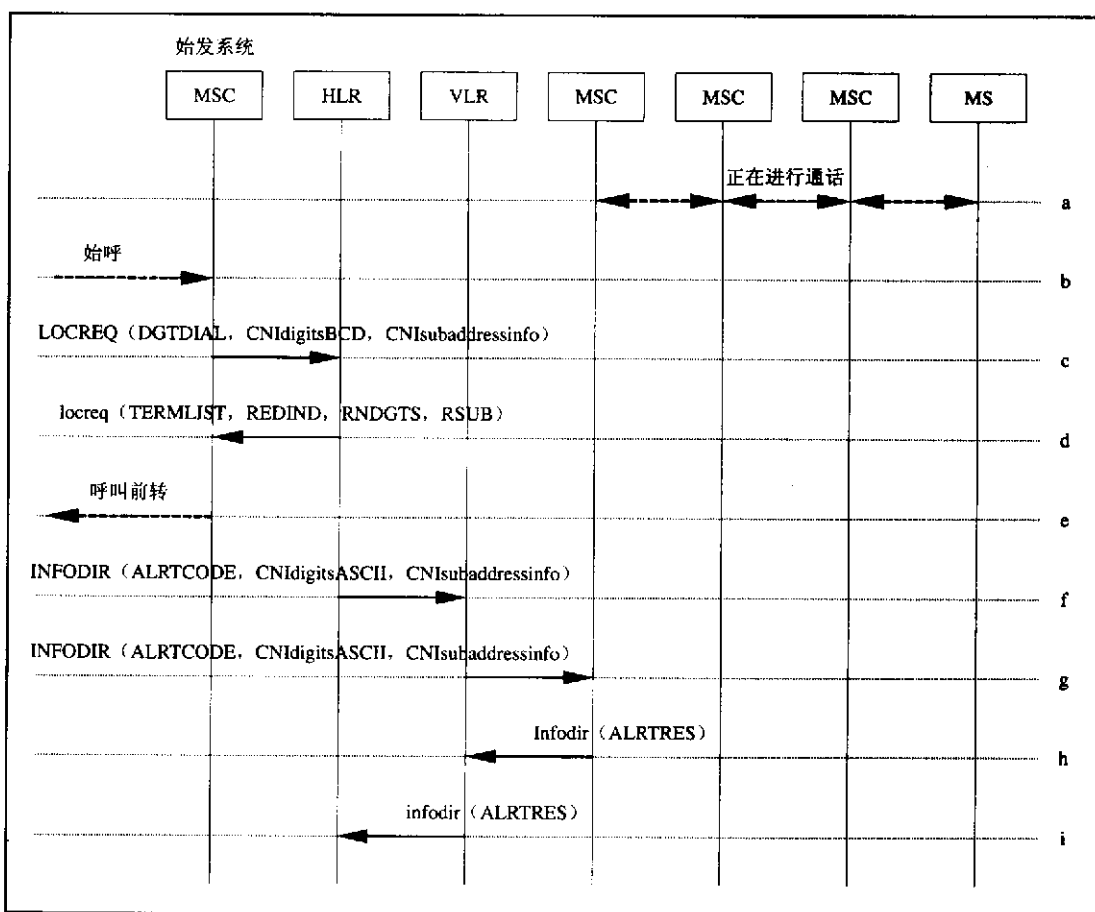 始发系统
MSC HLR VLR MSC MSC MSC MS
正在进行通话
a
始呼
b
LOCREQ（DGTDIAL，CNIdigitsBCD，CNIsubaddressinfo）
c
locreq（TERMLIST，REDIND，RNDGTS，RSUB）
d
呼叫前转
e
INFODIR（ALRTCODE，CNIdigitsASCII，CNIsubaddressinfo）
f
INFODIR（ALRTCODE，CNIdigitsASCII，CNIsubaddressinfo）
g
Infodir（ALRTRES）
h
infodir（ALRTRES）
i